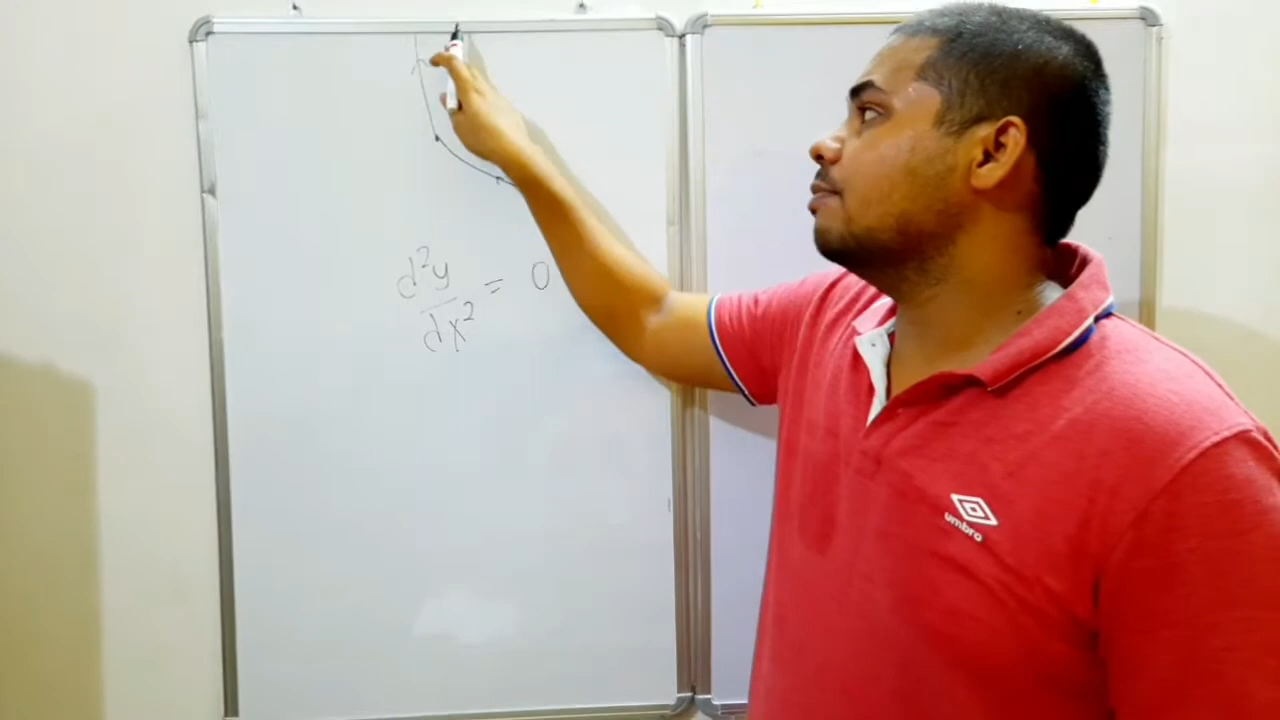 d²y
dx² = 0
umbro